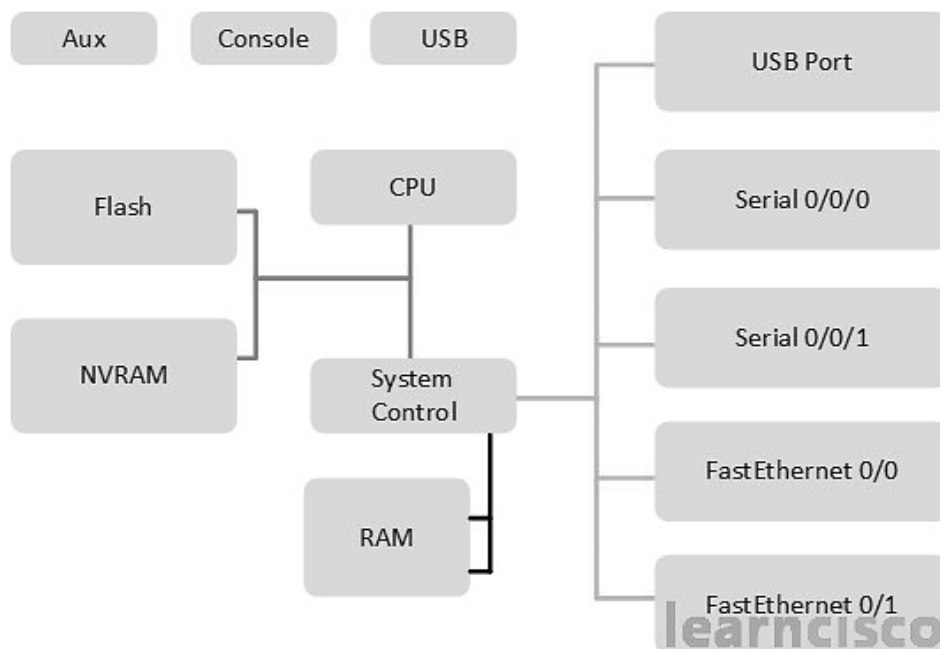 Aux
Console
USB
USB Port
Flash
CPU
Serial 0/0/0
NVRAM
System
Control
Serial 0/0/1
RAM
FastEthernet 0/0
FastEthernet 0/1
learncisco